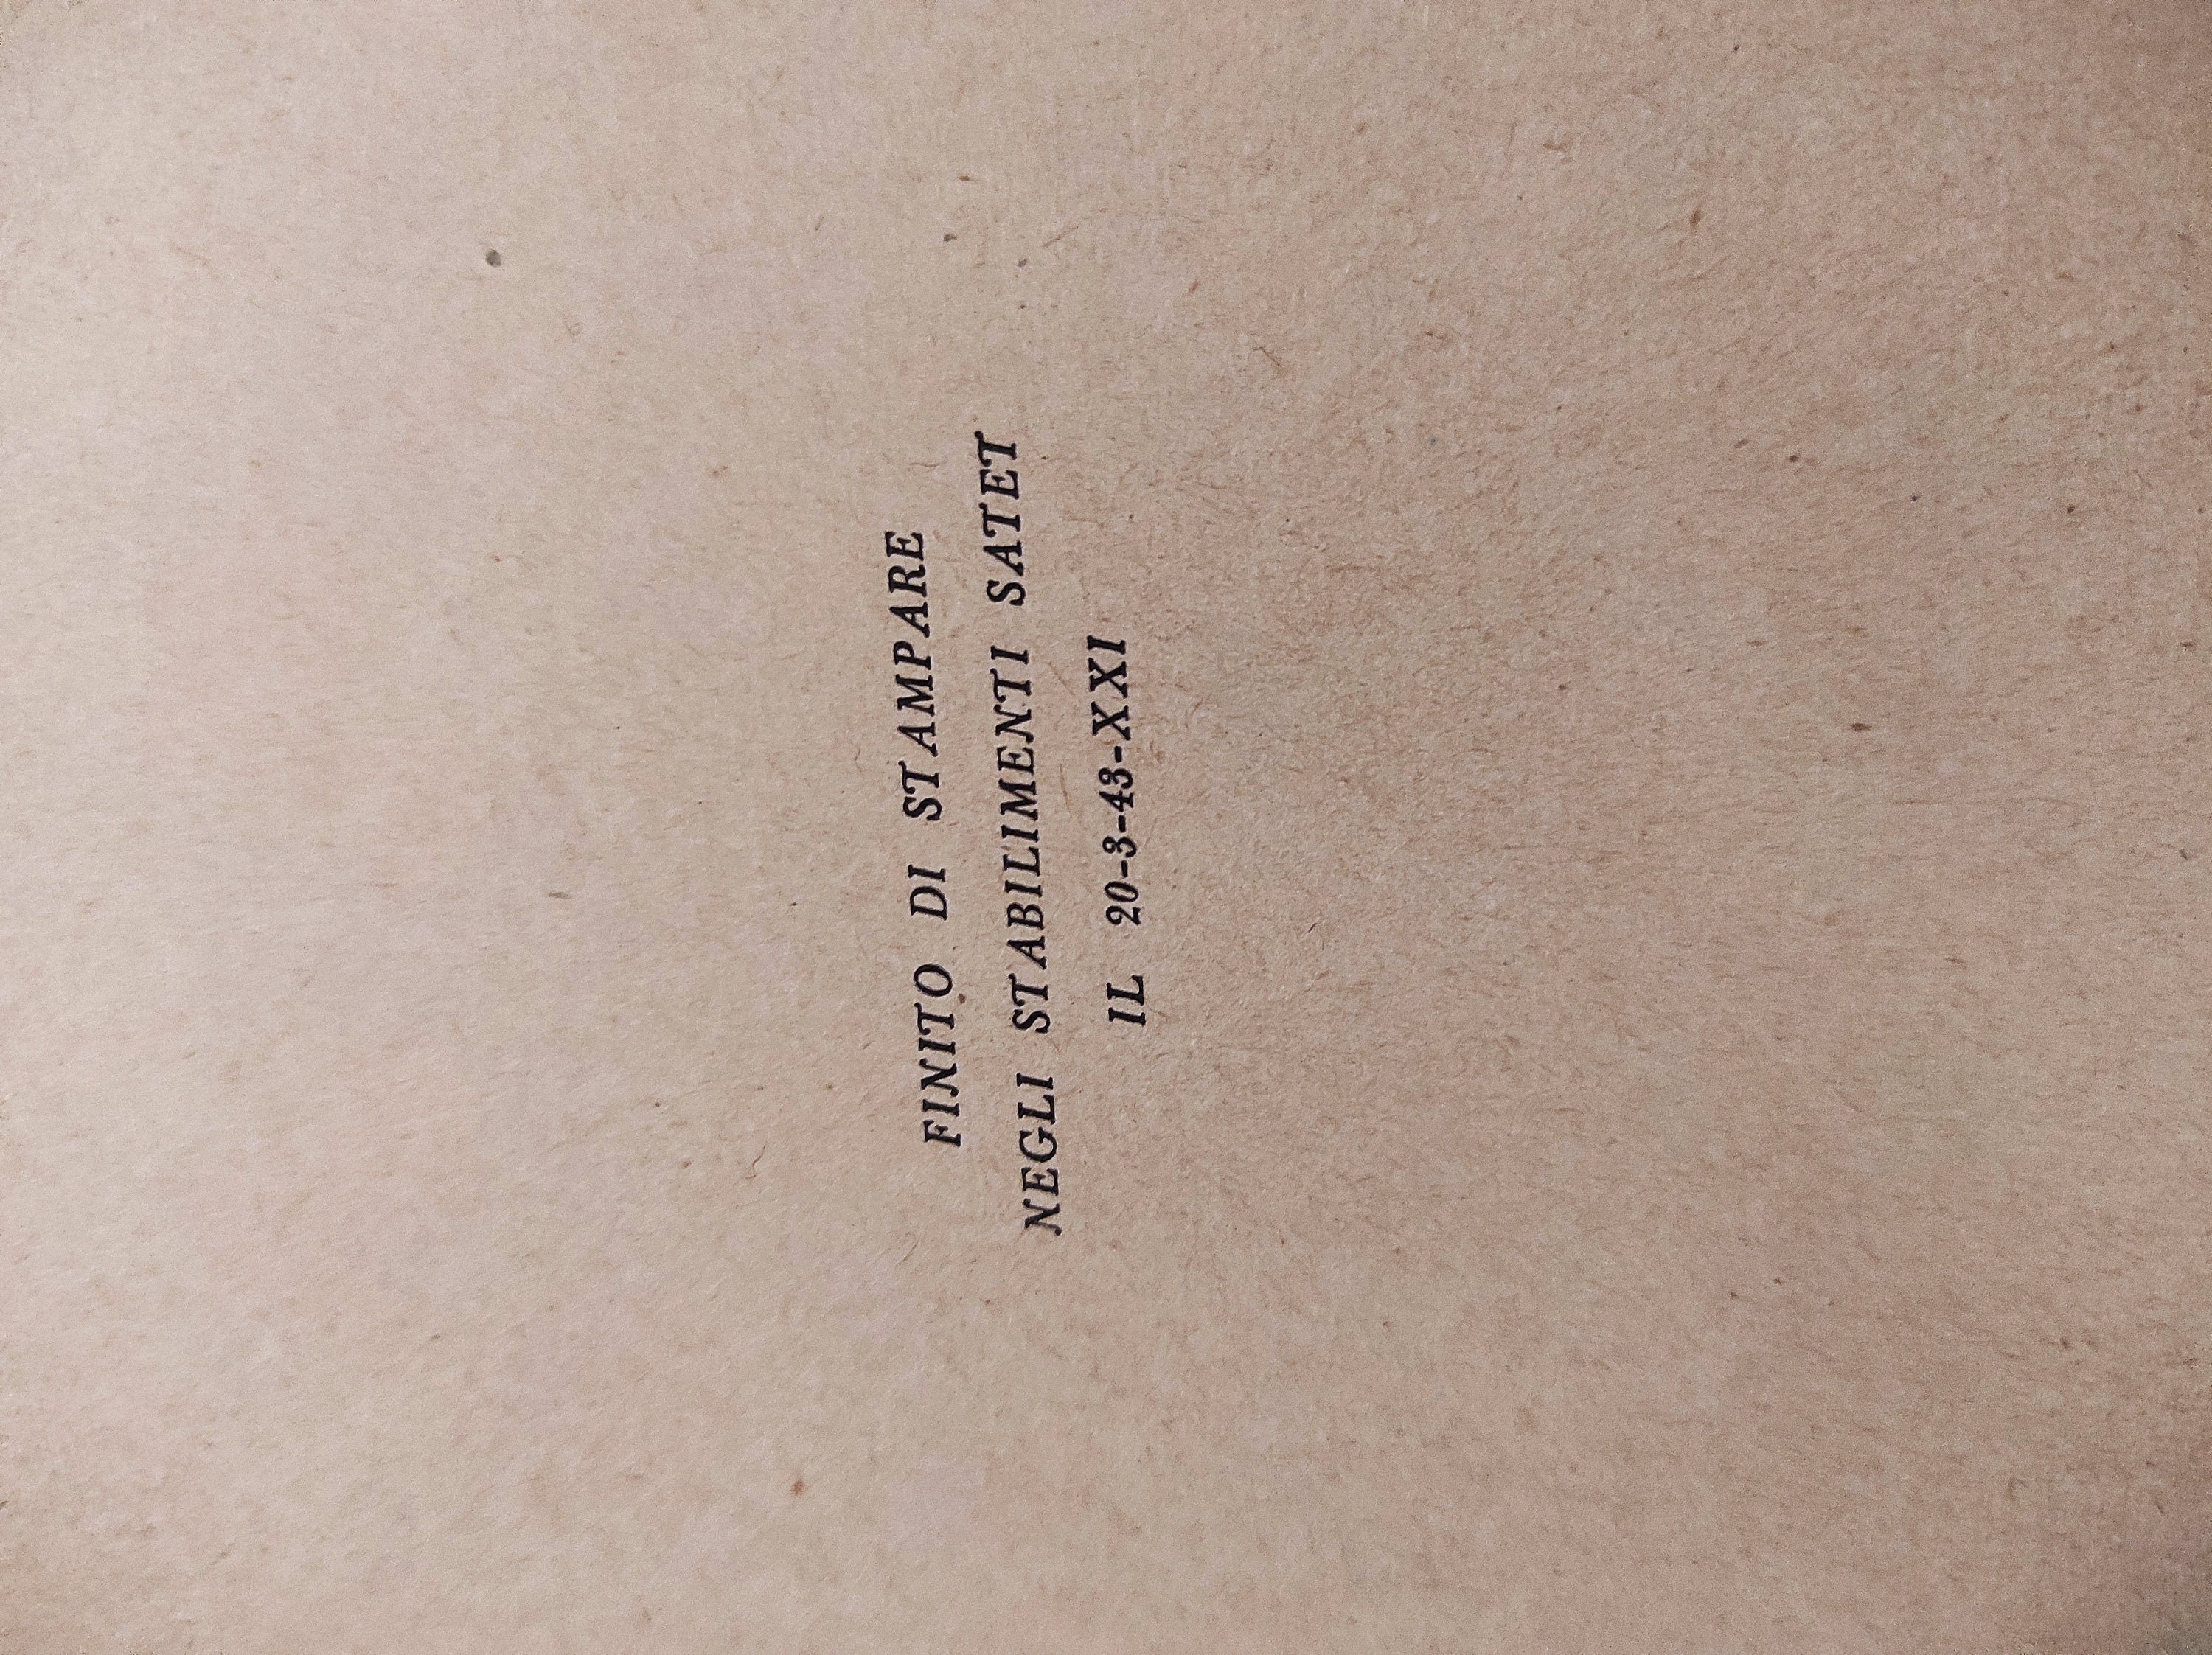 FINITO DI STAMPARE
NEGLI STABILIMENTI SATET
IL 20-3-43-XXI